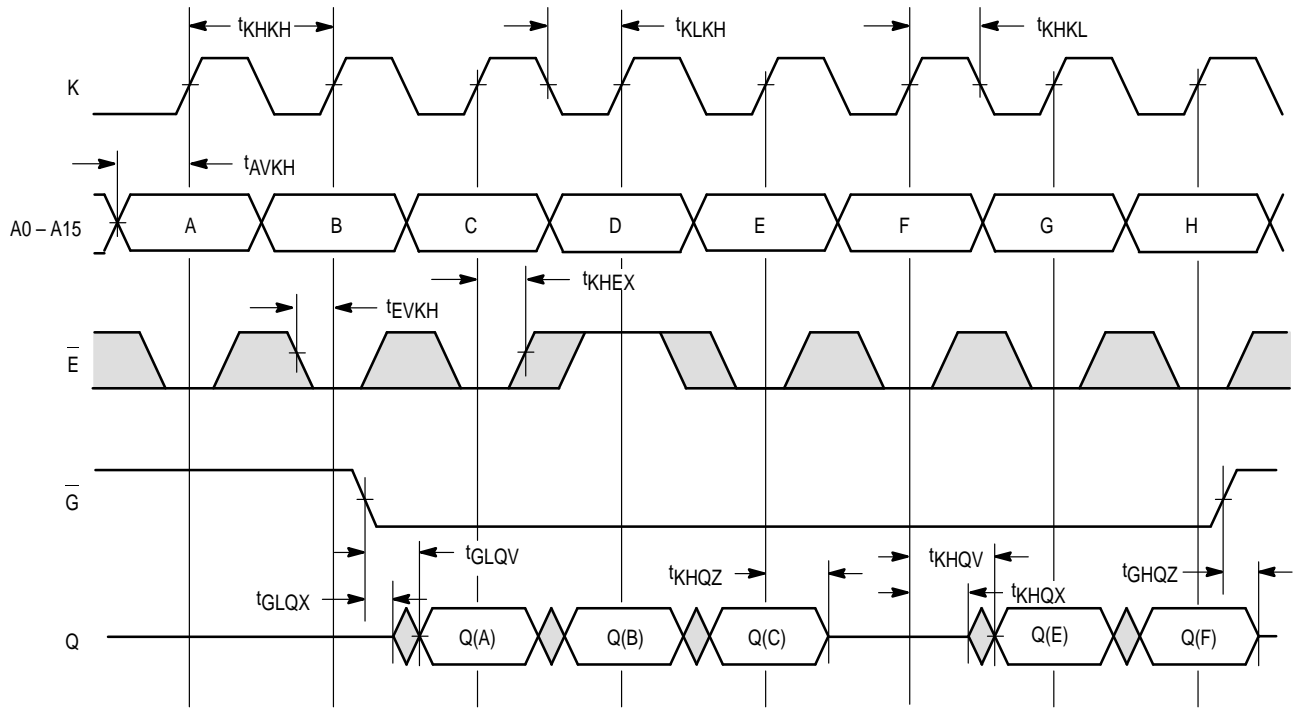 tKHKH tKLKH tKHKL
K
tAVKH
A0 – A15 A B C D E F G H
tKHEX
tEVKH
E
G
tGLQV tKHQZ tKHQV tGHQZ
tGLQX tKHQX
Q Q(A) Q(B) Q(C) Q(E) Q(F)